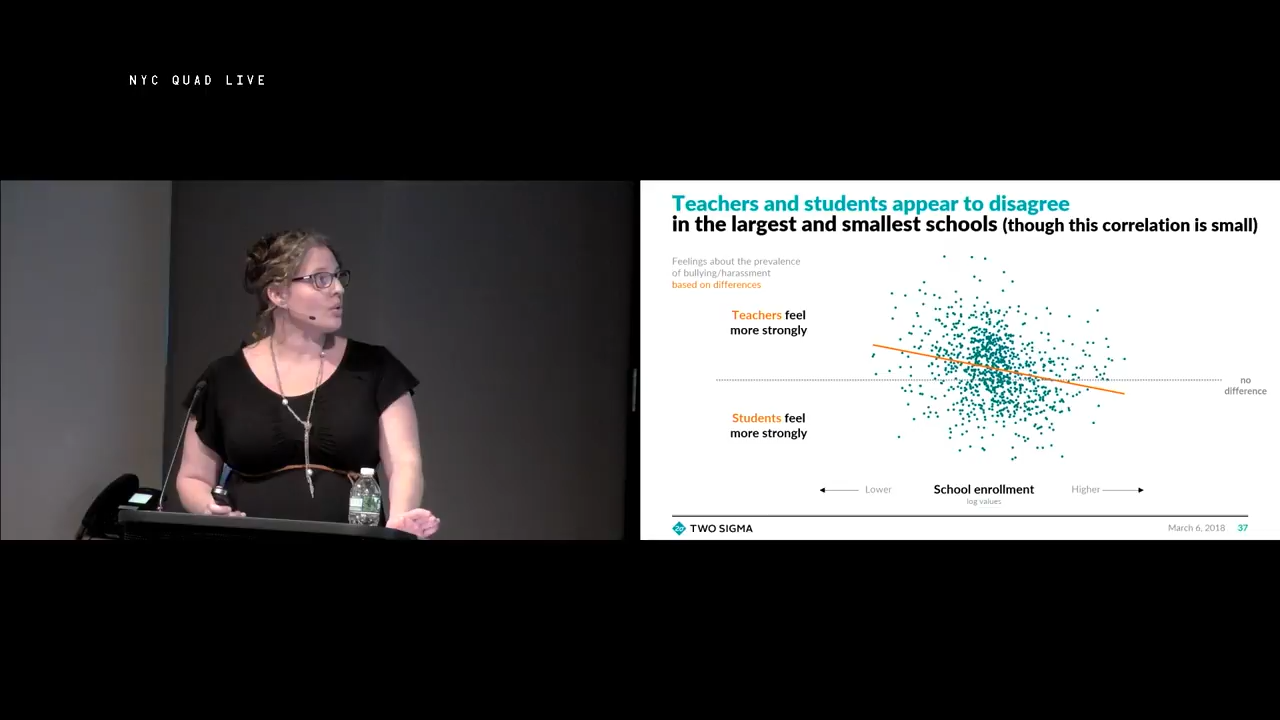 NYC QUAD LIVE
Teachers and students appear to disagree
in the largest and smallest schools (though this correlation is small)
Feelings about the prevalence
of bullying/harassment
based on differences
Teachers feel
more strongly
no
difference
Students feel
more strongly
Lower
School enrollment
Higher
log values
2σ TWO SIGMA
March 6, 2018 37